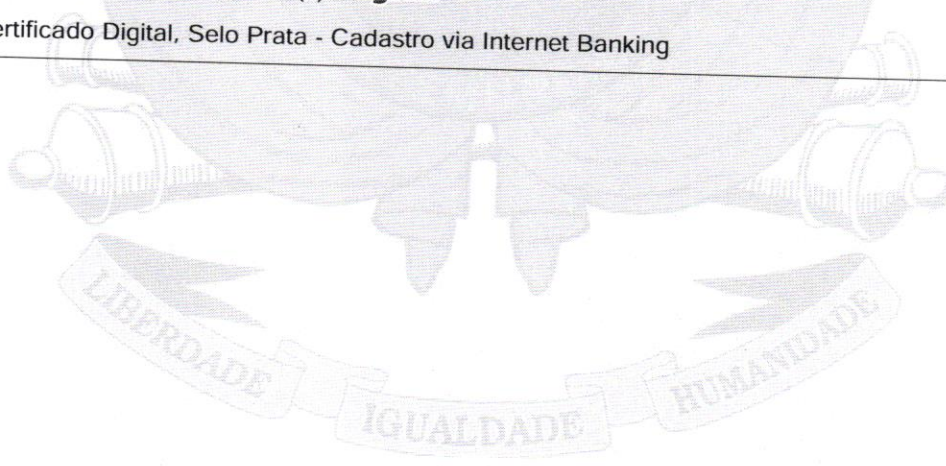 ertificado Digital, Selo Prata - Cadastro via Internet Banking
LIBERDADE
IGUALDADE
HUMANIDADE